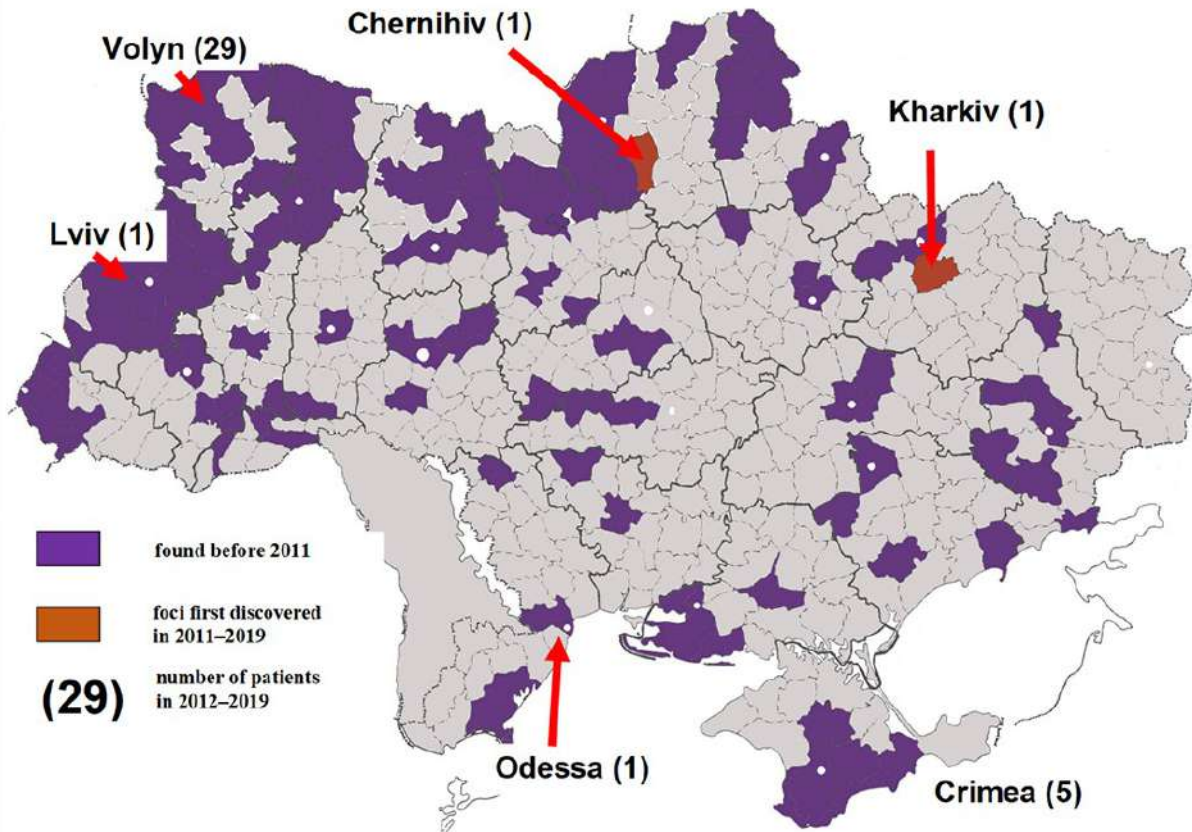 Chernihiv (1)
Volyn (29)
Kharkiv (1)
Lviv (1)
found before 2011
foci first discovered
in 2011–2019
(29)
number of patients
in 2012–2019
Odessa (1)
Crimea (5)